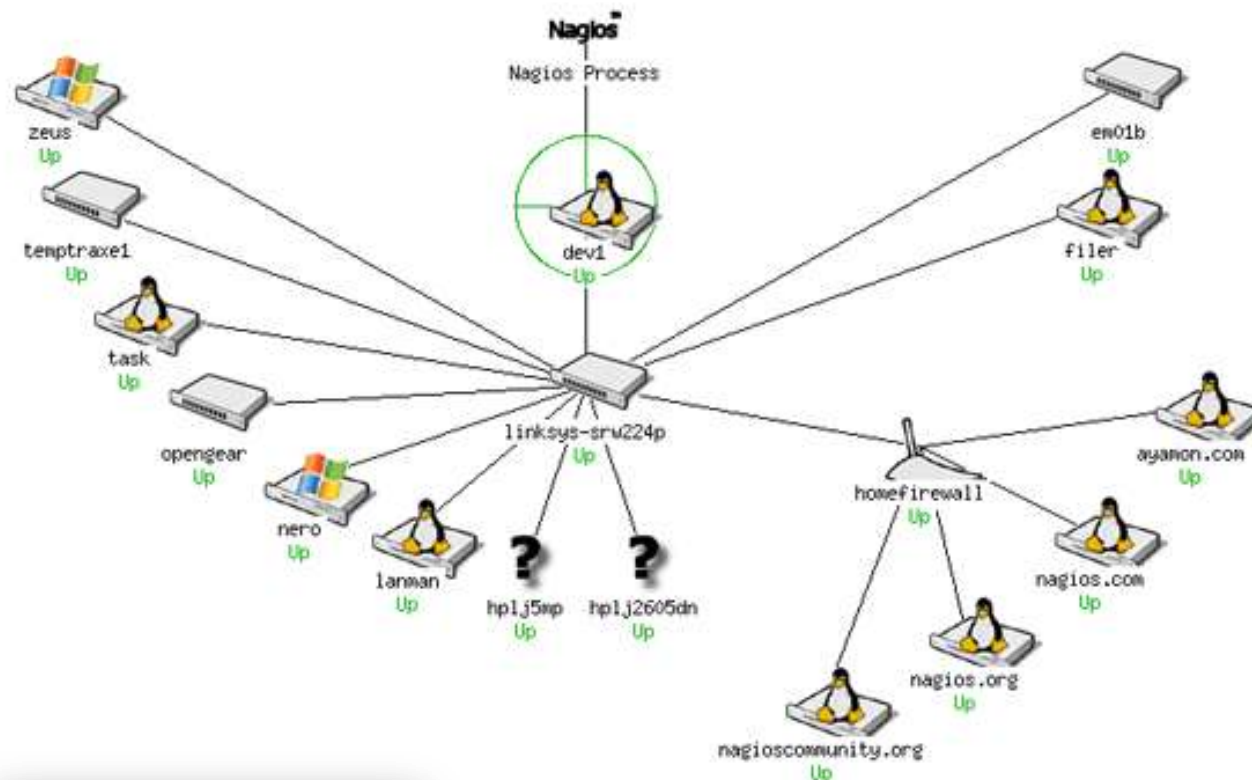 Nagios™
Nagios Process
zeus
Up
em01b
Up
temptraxe1
Up
dev1
Up
filer
Up
task
Up
linksys-srw224p
Up
opengear
Up
ayamon.com
Up
homefirewall
Up
nero
Up
lanman
Up
hplj5mp
Up
hplj2605dn
Up
nagios.com
Up
nagios.org
Up
nagioscommunity.org
Up